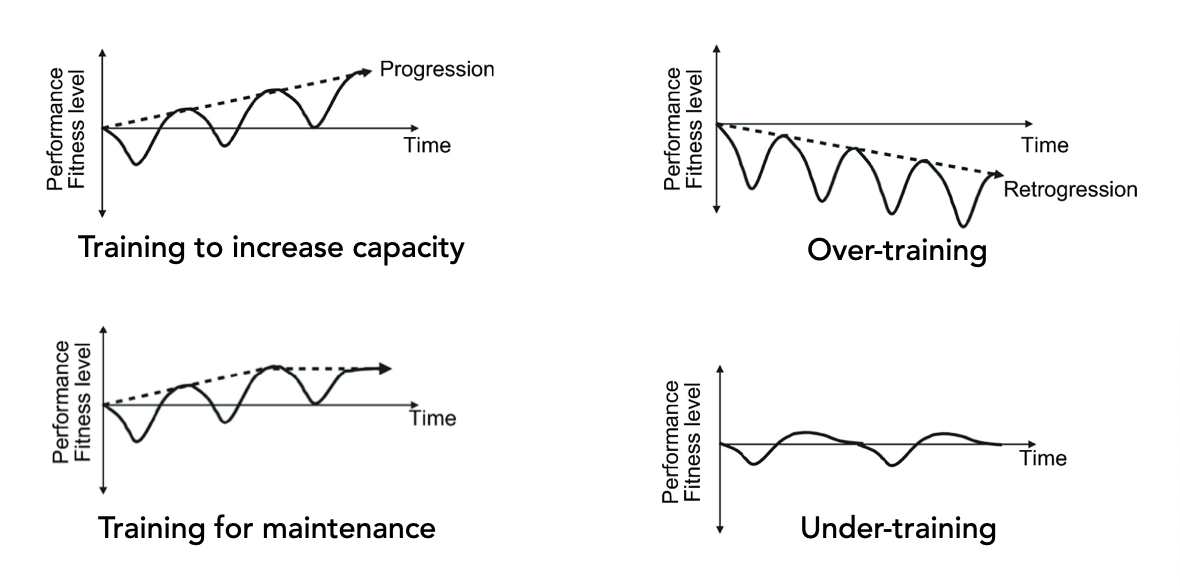 Performance
Fitness level
Progression
Time
Training to increase capacity
Performance
Fitness level
Time
Retrogression
Over-training
Performance
Fitness level
Time
Training for maintenance
Performance
Fitness level
Time
Under-training